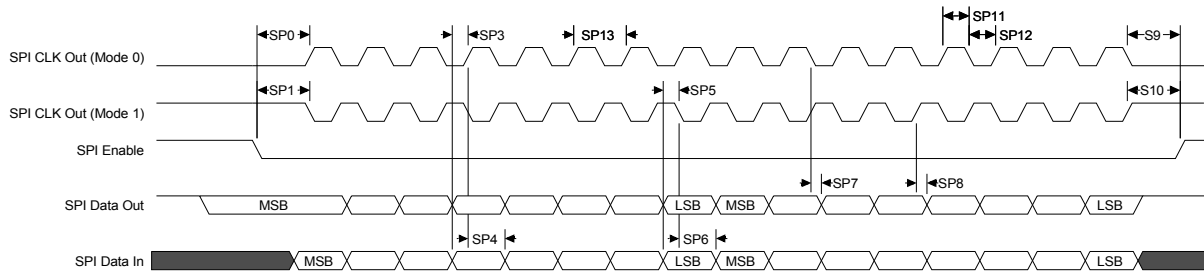 SP11
SP0 SP3 SP13 SP12 S9
SPI CLK Out (Mode 0)
SP1 SP5 S10
SPI CLK Out (Mode 1)
SPI Enable
SP7 SP8
SPI Data Out MSB LSB MSB LSB
SP4 SP6
SPI Data In MSB LSB MSB LSB